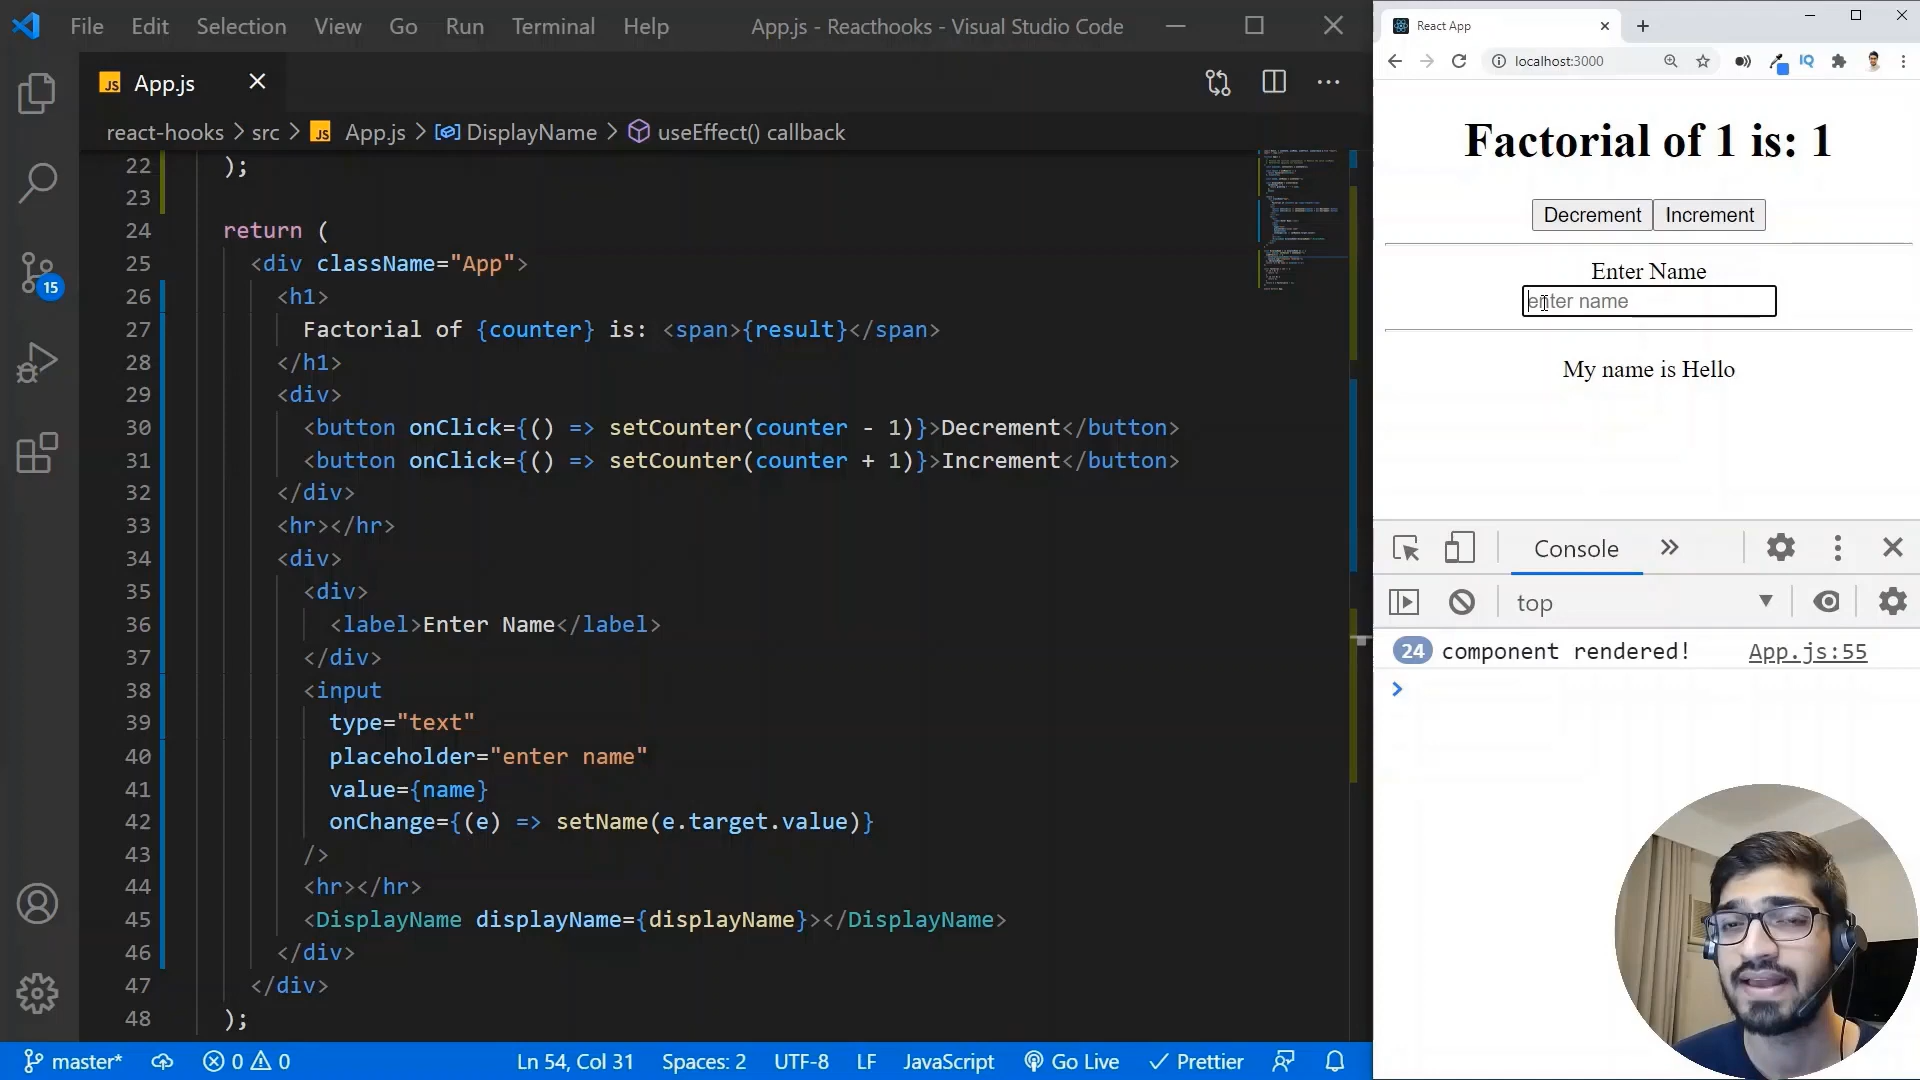 File Edit Selection View Go Run Terminal Help App.js - Reacthooks - Visual Studio Code
JS App.js
react-hooks > src > JS App.js > DisplayName > useEffect() callback
22 );
23
24 return (
25 <div className="App">
26 <h1>
27 Factorial of {counter} is: <span>{result}</span>
28 </h1>
29 <div>
30 <button onClick={() => setCounter(counter - 1)}>Decrement</button>
31 <button onClick={() => setCounter(counter + 1)}>Increment</button>
32 </div>
33 <hr></hr>
34 <div>
35 <div>
36 <label>Enter Name</label>
37 </div>
38 <input
39 type="text"
40 placeholder="enter name"
41 value={name}
42 onChange={(e) => setName(e.target.value)}
43 />
44 <hr></hr>
45 <DisplayName displayName={displayName}></DisplayName>
46 </div>
47 </div>
48 );
15
master* 0 0 Ln 54, Col 31 Spaces: 2 UTF-8 LF JavaScript Go Live Prettier
React App
localhost:3000
IQ
Factorial of 1 is: 1
Decrement Increment
Enter Name
enter name
My name is Hello
Console
top
24 component rendered! App.js:55
>